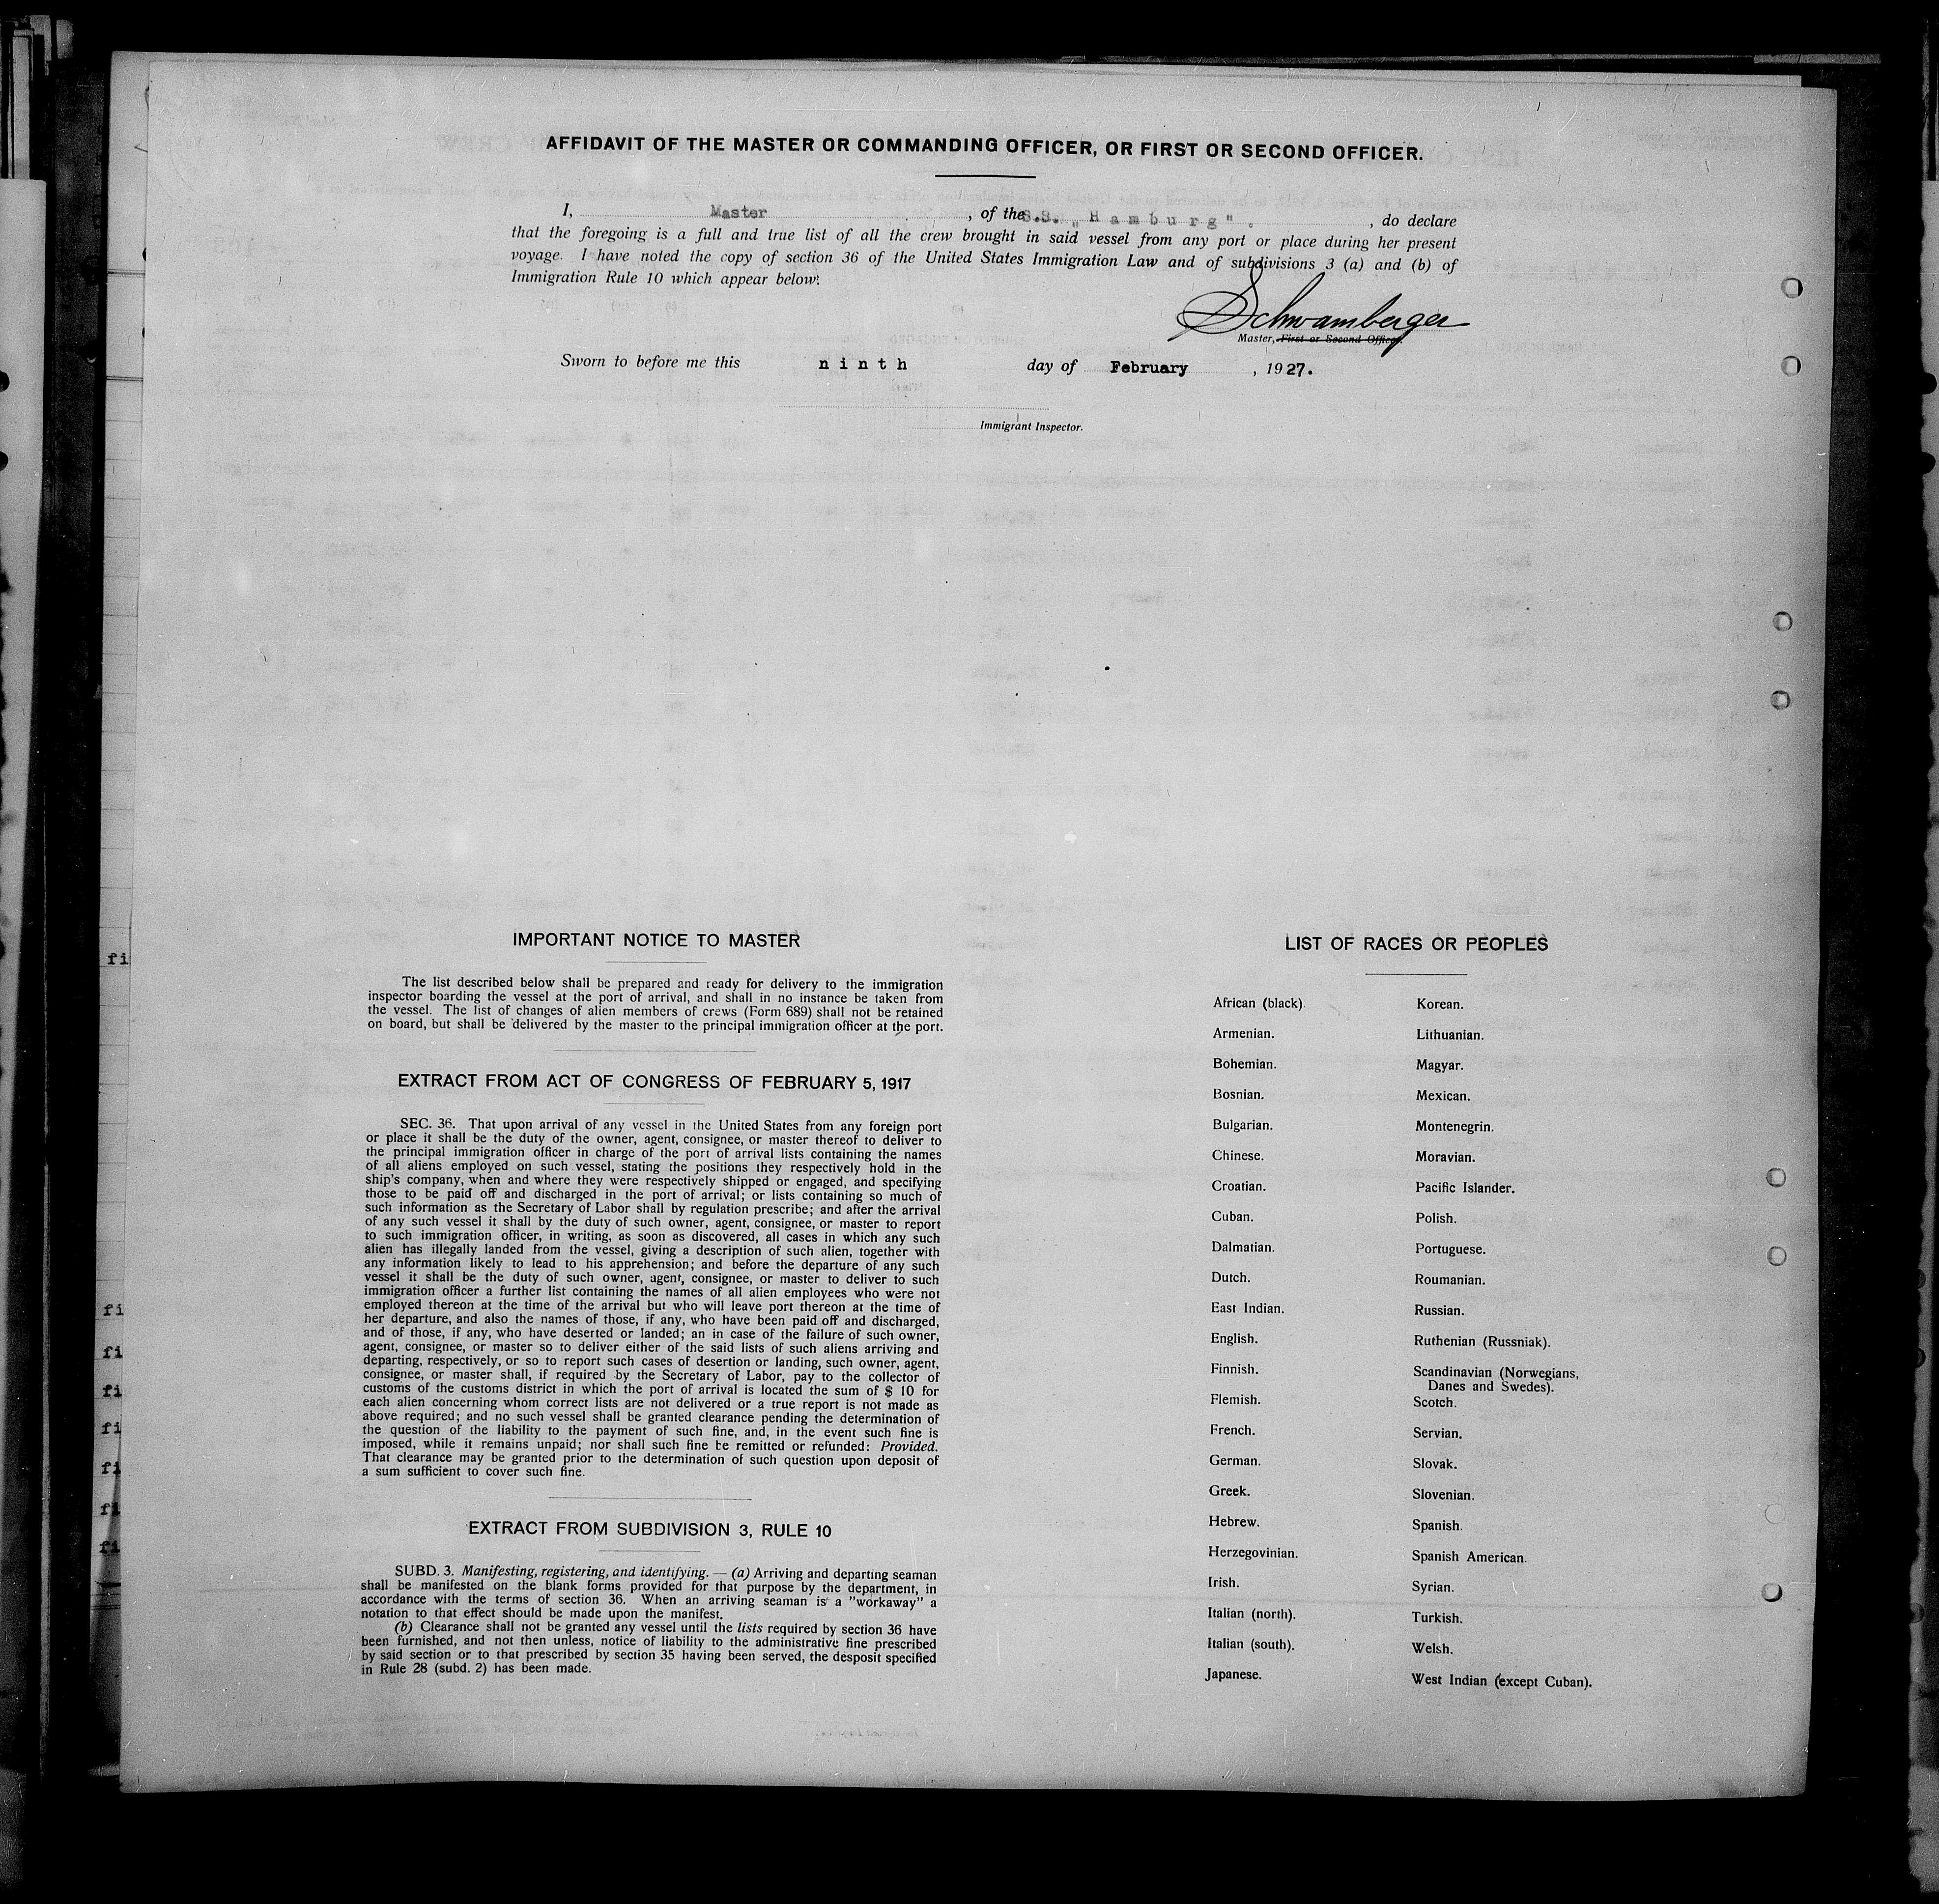 AFFIDAVIT OF THE MASTER OR COMMANDING OFFICER, OR FIRST OR SECOND OFFICER.
I, Master , of the S.S. „Hamburg". , do declare
that the foregoing is a full and true list of all the crew brought in said vessel from any port or place during her present
voyage. I have noted the copy of section 36 of the United States Immigration Law and of subdivisions 3 (a) and (b) of
Immigration Rule 10 which appear below.
Schwamberger
Master, First or Second Officer.
Sworn to before me this ninth day of February , 1927.
Immigrant Inspector.
IMPORTANT NOTICE TO MASTER
The list described below shall be prepared and ready for delivery to the immigration
inspector boarding the vessel at the port of arrival, and shall in no instance be taken from
the vessel. The list of changes of alien members of crews (Form 689) shall not be retained
on board, but shall be delivered by the master to the principal immigration officer at the port.
EXTRACT FROM ACT OF CONGRESS OF FEBRUARY 5, 1917
SEC. 36. That upon arrival of any vessel in the United States from any foreign port
or place it shall be the duty of the owner, agent, consignee, or master thereof to deliver to
the principal immigration officer in charge of the port of arrival lists containing the names
of all aliens employed on such vessel, stating the positions they respectively hold in the
ship's company, when and where they were respectively shipped or engaged, and specifying
those to be paid off and discharged in the port of arrival; or lists containing so much of
such information as the Secretary of Labor shall by regulation prescribe; and after the arrival
of any such vessel it shall by the duty of such owner, agent, consignee, or master to report
to such immigration officer, in writing, as soon as discovered, all cases in which any such
alien has illegally landed from the vessel, giving a description of such alien, together with
any information likely to lead to his apprehension; and before the departure of any such
vessel it shall be the duty of such owner, agent, consignee, or master to deliver to such
immigration officer a further list containing the names of all alien employees who were not
employed thereon at the time of the arrival but who will leave port thereon at the time of
her departure, and also the names of those, if any, who have been paid off and discharged,
and of those, if any, who have deserted or landed; an in case of the failure of such owner,
agent, consignee, or master so to deliver either of the said lists of such aliens arriving and
departing, respectively, or so to report such cases of desertion or landing, such owner, agent,
consignee, or master shall, if required by the Secretary of Labor, pay to the collector of
customs of the customs district in which the port of arrival is located the sum of $ 10 for
each alien concerning whom correct lists are not delivered or a true report is not made as
above required; and no such vessel shall be granted clearance pending the determination of
the question of the liability to the payment of such fine, and, in the event such fine is
imposed, while it remains unpaid; nor shall such fine be remitted or refunded: Provided.
That clearance may be granted prior to the determination of such question upon deposit of
a sum sufficient to cover such fine.
EXTRACT FROM SUBDIVISION 3, RULE 10
SUBD. 3. Manifesting, registering, and identifying. — (a) Arriving and departing seaman
shall be manifested on the blank forms provided for that purpose by the department, in
accordance with the terms of section 36. When an arriving seaman is a "workaway" a
notation to that effect should be made upon the manifest.
(b) Clearance shall not be granted any vessel until the lists required by section 36 have
been furnished, and not then unless, notice of liability to the administrative fine prescribed
by said section or to that prescribed by section 35 having been served, the desposit specified
in Rule 28 (subd. 2) has been made.
LIST OF RACES OR PEOPLES
African (black)
Armenian.
Bohemian.
Bosnian.
Bulgarian.
Chinese.
Croatian.
Cuban.
Dalmatian.
Dutch.
East Indian.
English.
Finnish.
Flemish.
French.
German.
Greek.
Hebrew.
Herzegovinian.
Irish.
Italian (north).
Italian (south).
Japanese.
Korean.
Lithuanian.
Magyar.
Mexican.
Montenegrin.
Moravian.
Pacific Islander.
Polish.
Portuguese.
Roumanian.
Russian.
Ruthenian (Russniak).
Scandinavian (Norwegians,
Danes and Swedes).
Scotch.
Servian.
Slovak.
Slovenian.
Spanish.
Spanish American.
Syrian.
Turkish.
Welsh.
West Indian (except Cuban).